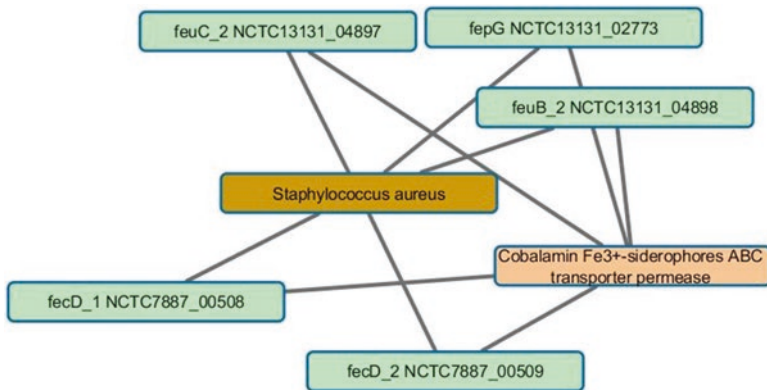 feuC_2 NCTC13131_04897
fepG NCTC13131_02773
feuB_2 NCTC13131_04898
Staphylococcus aureus
Cobalamin Fe3+-siderophores ABC
transporter permease
fecD_1 NCTC7887_00508
fecD_2 NCTC7887_00509